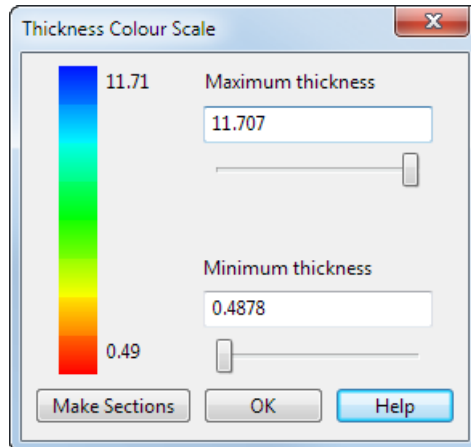 Thickness Colour Scale
11.71
Maximum thickness
11.707
Minimum thickness
0.4878
0.49
Make Sections
OK
Help